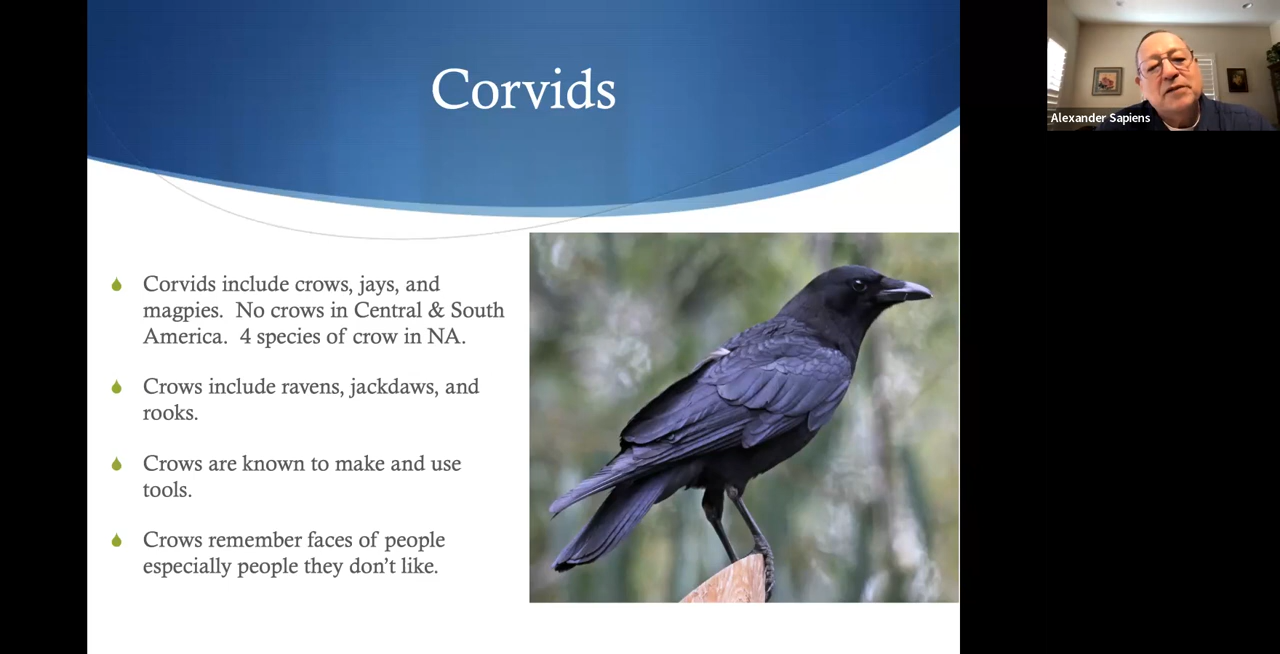 Corvids
Alexander Sapiens
Corvids include crows, jays, and
magpies.  No crows in Central & South
America.  4 species of crow in NA.
Crows include ravens, jackdaws, and
rooks.
Crows are known to make and use
tools.
Crows remember faces of people
especially people they don’t like.